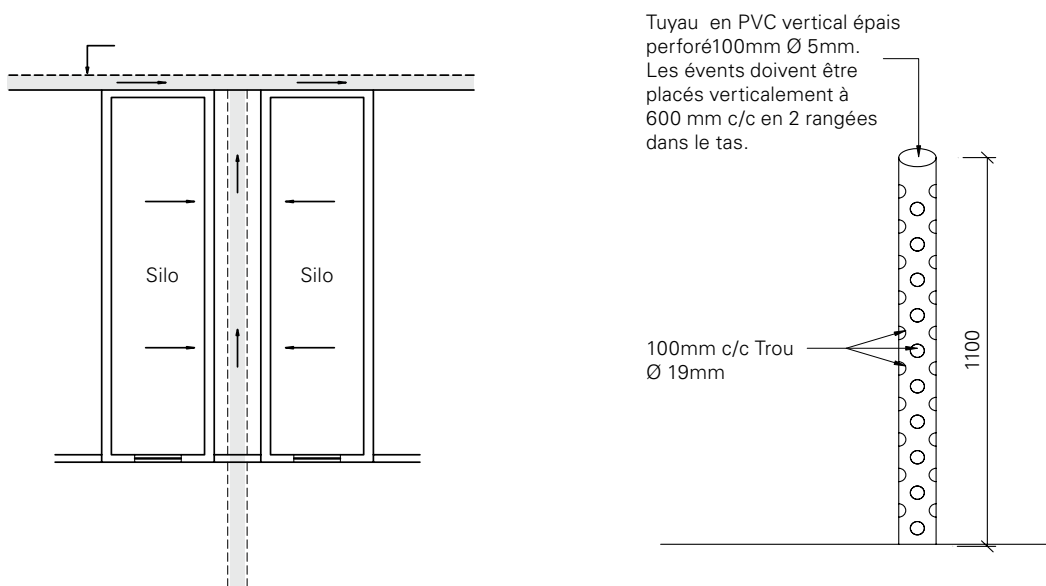 Silo
Silo
Tuyau en PVC vertical épais
perforé100mm Ø 5mm.
Les évents doivent être
placés verticalement à
600 mm c/c en 2 rangées
dans le tas.
100mm c/c Trou
Ø 19mm
1100